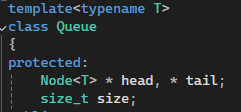 template<typename T>
class Queue
{
protected:
    Node<T> * head, * tail;
    size_t size;